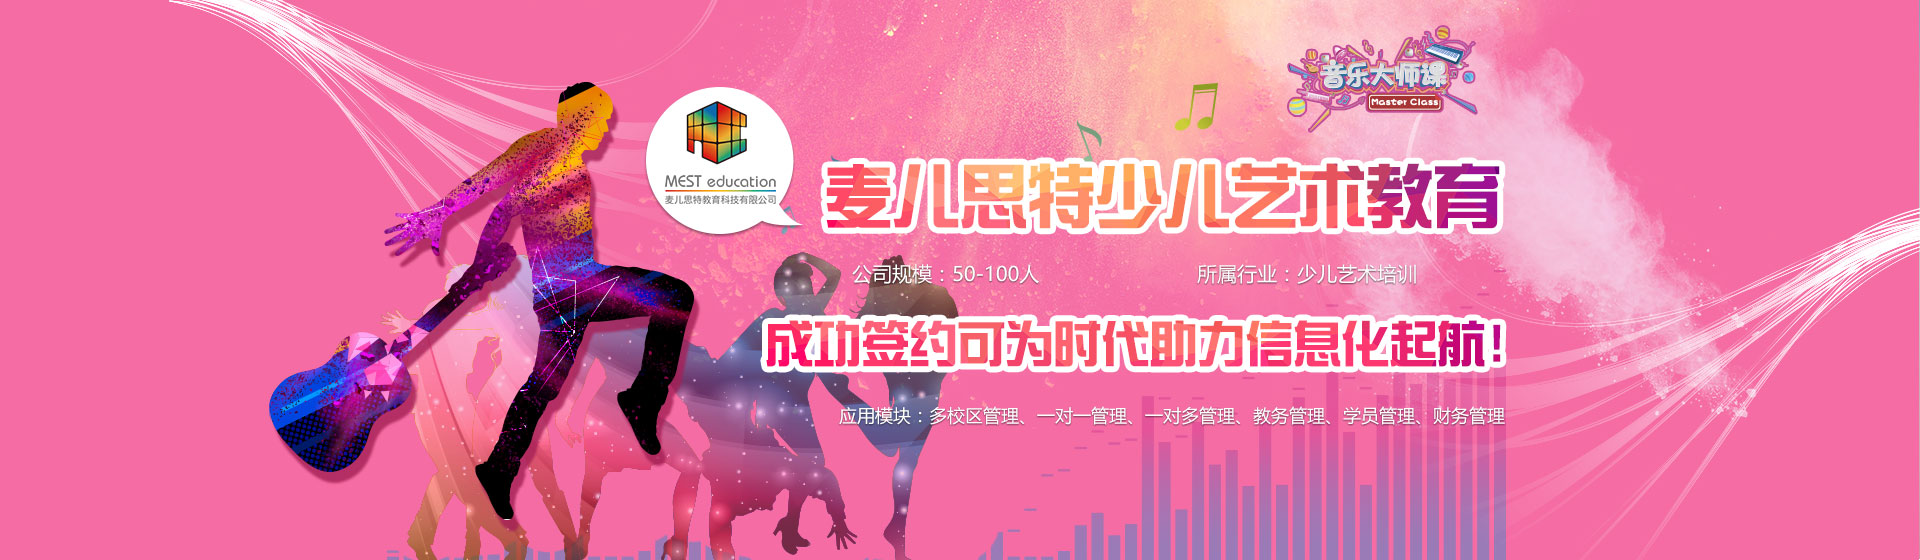 音乐大师课
Master Class
MEST education
麦儿思特教育科技有限公司
麦儿思特少儿艺术教育
公司规模：50-100人
所属行业：少儿艺术培训
成功签约可为时代助力信息化起航！
应用模块：多校区管理、一对一管理、一对多管理、教务管理、学员管理、财务管理